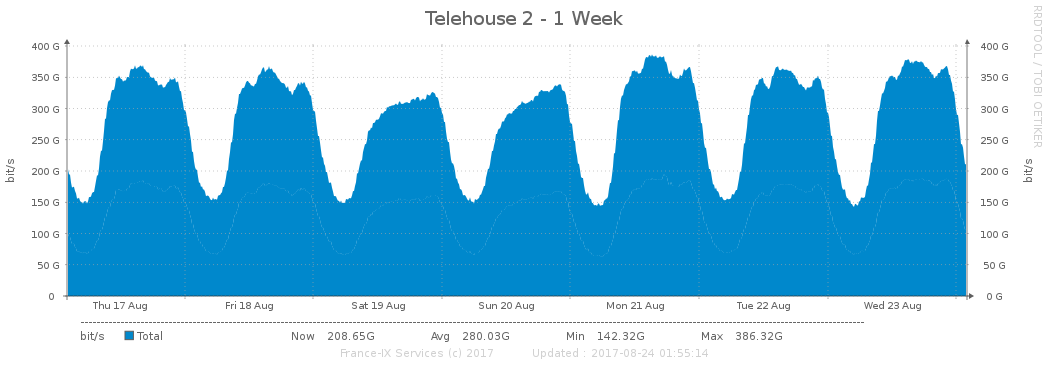 Telehouse 2 - 1 Week
RRDTOOL / TOBI OETIKER
400 G 400 G
350 G 350 G
300 G 300 G
250 G 250 G
200 G 200 G
150 G 150 G
100 G 100 G
50 G 50 G
0 0 G
bit/s bit/s
Thu 17 Aug Fri 18 Aug Sat 19 Aug Sun 20 Aug Mon 21 Aug Tue 22 Aug Wed 23 Aug
bit/s Total Now 208.65G Avg 280.03G Min 142.32G Max 386.32G
France-IX Services (c) 2017 Updated : 2017-08-24 01:55:14